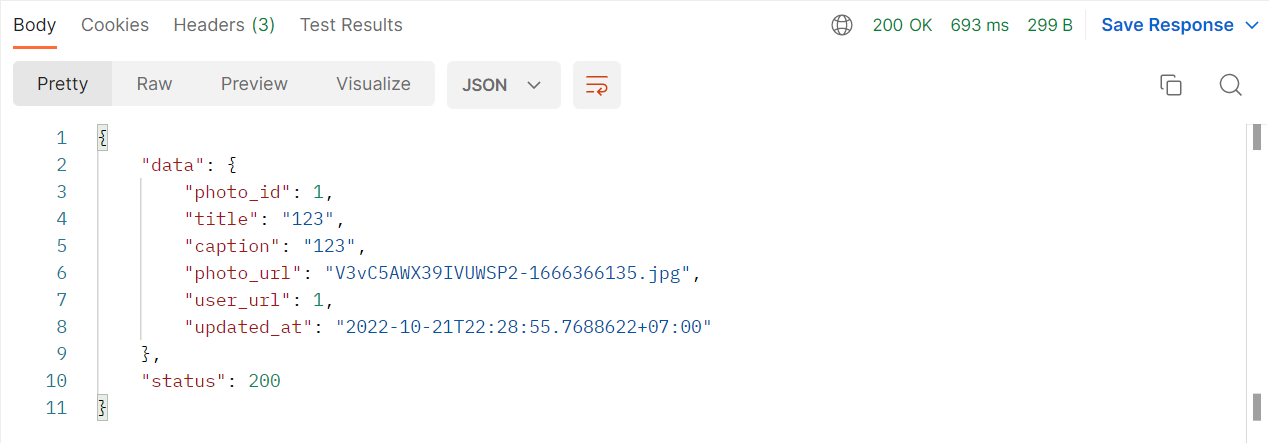 Body Cookies Headers (3) Test Results 200 OK 693 ms 299 B Save Response
Pretty Raw Preview Visualize JSON
1 {
2     "data": {
3         "photo_id": 1,
4         "title": "123",
5         "caption": "123",
6         "photo_url": "V3vC5AWX39IVUWSP2-1666366135.jpg",
7         "user_url": 1,
8         "updated_at": "2022-10-21T22:28:55.7688622+07:00"
9     },
10     "status": 200
11 }